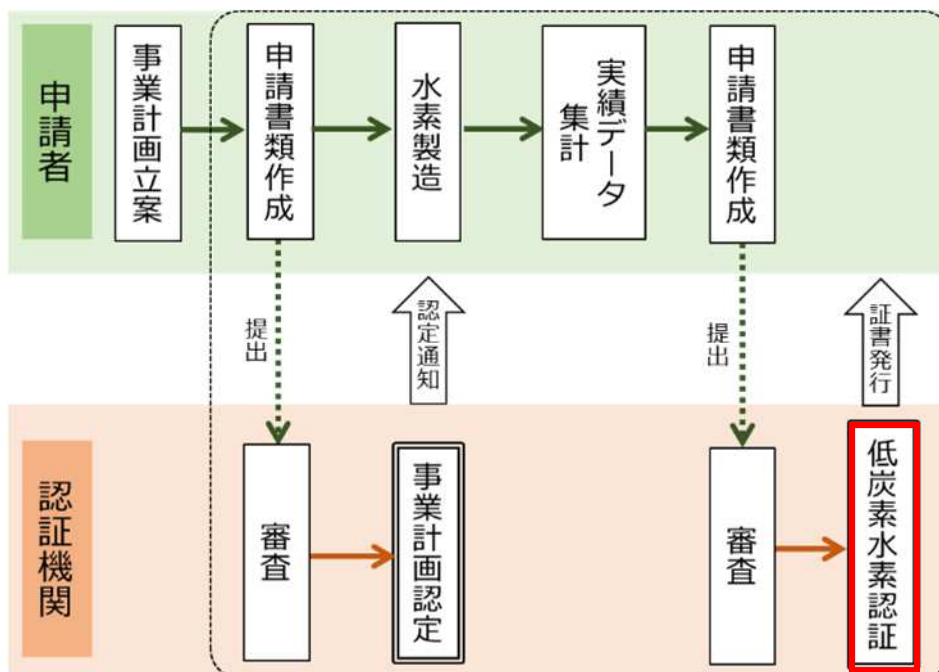 申請者
事業計画立案
申請書類作成
水素製造
実績データ
集計
申請書類作成
提出
認定通知
提出
証書発行
認証機関
審査
事業計画認定
審査
低炭素水素認証